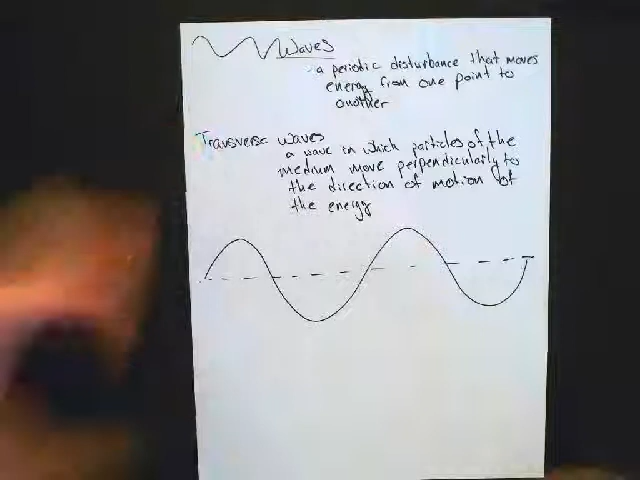 Waves
- a periodic disturbance that moves
energy from one point to
another
Transverse waves
a wave in which particles of the
medium move perpendicularly to
the direction of motion of
the energy